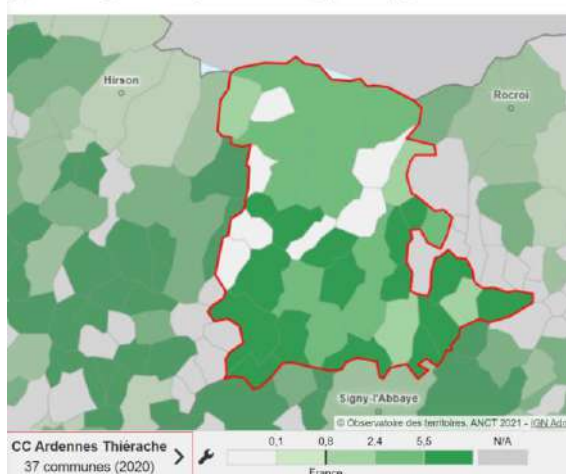 Hirson
Rocroi
Signy-l'Abbaye
© Observatoire des territoires, ANCT 2021 - IGN Adm
CC Ardennes Thiérache
37 communes (2020)
0,1 0,8 2,4 5,5 N/A
France